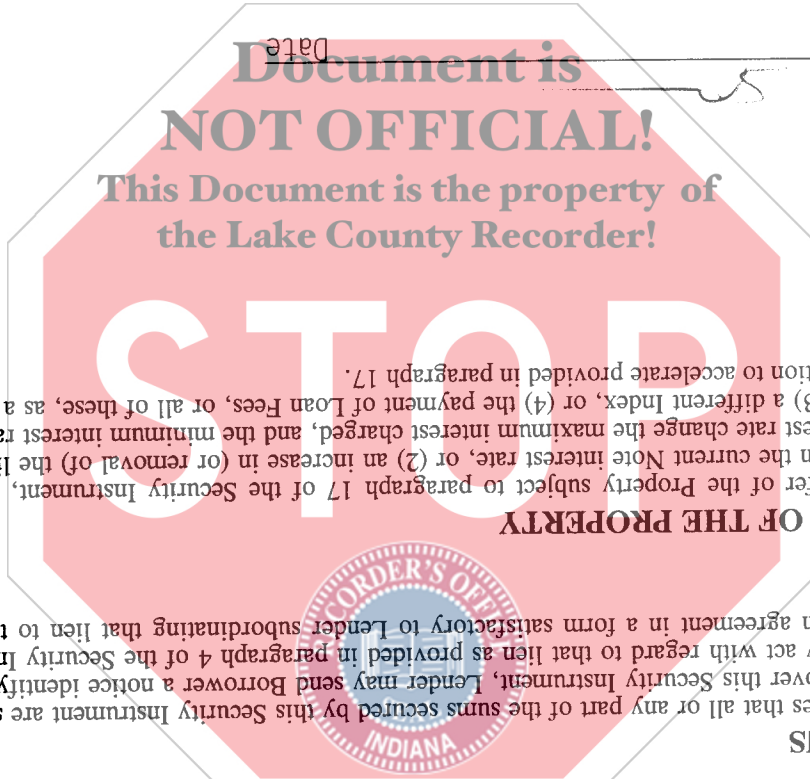 Document is
NOT OFFICIAL!
This Document is the property of
the Lake County Recorder!
STOP
RECORDER'S OFFICE
INDIANA
NS
es that all or any part of the sums secured by this Security Instrument are s
over this Security Instrument, Lender may send Borrower a notice identify
y act with regard to that lien as provided in paragraph 4 of the Security In
n agreement in a form satisfactory to Lender subordinating that lien to t
OF THE PROPERTY
fer of the Property subject to paragraph 17 of the Security Instrument,
n the current Note interest rate, or (2) an increase in (or removal of) the li
est rate change the maximum interest charged, and the minimum interest ra
3) a different Index, or (4) the payment of Loan Fees, or all of these, as a
tion to accelerate provided in paragraph 17.
Date